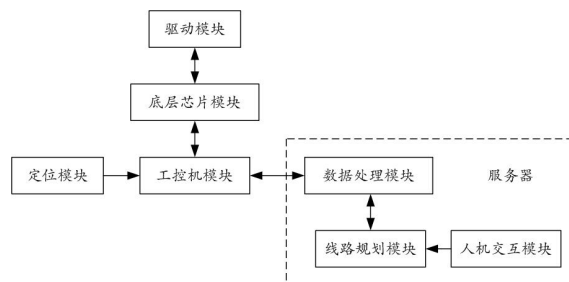 驱动模块
底层芯片模块
定位模块
工控机模块
数据处理模块
服务器
线路规划模块
人机交互模块